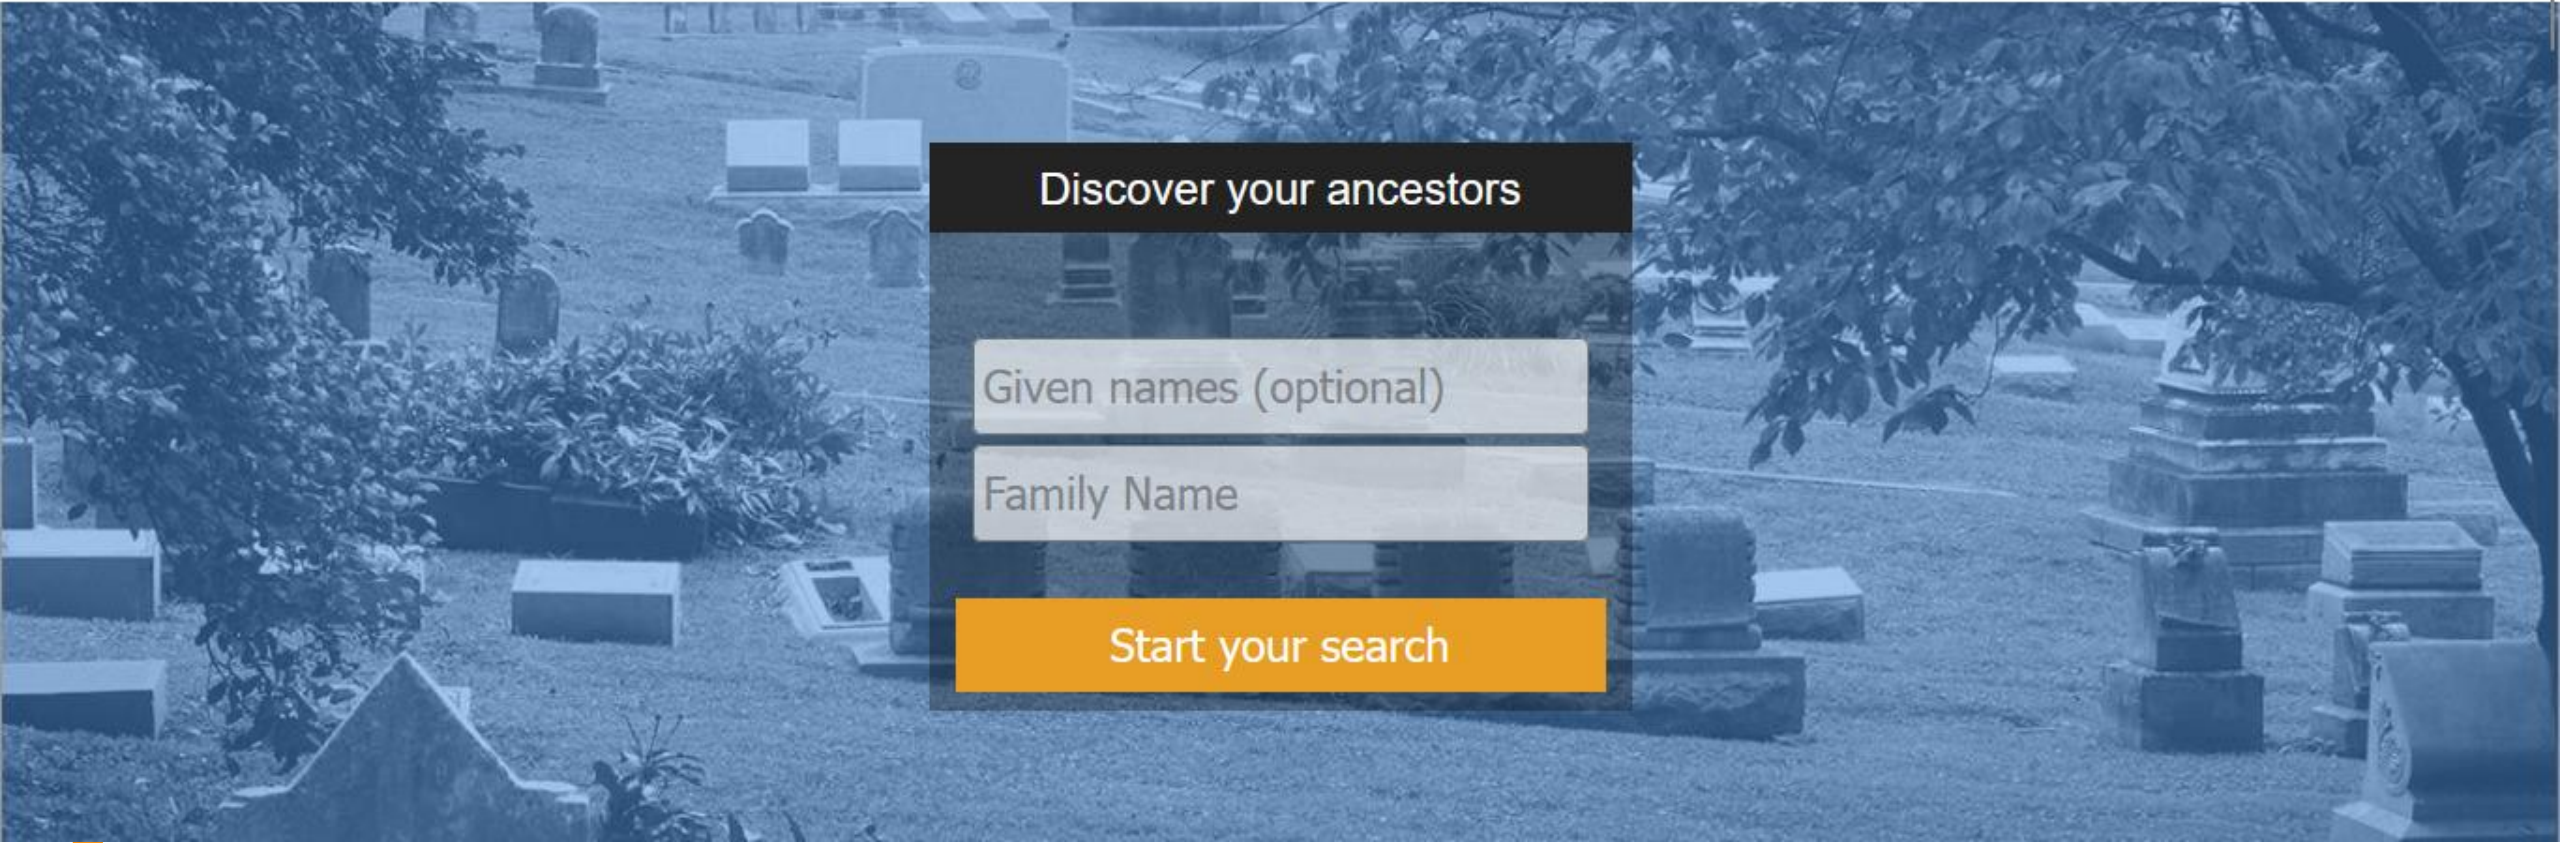 Discover your ancestors
Given names (optional)
Family Name
Start your search